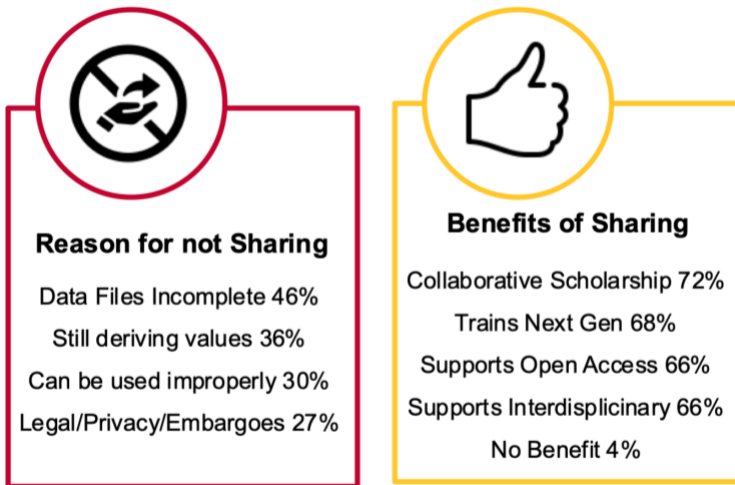 Reason for not Sharing
Data Files Incomplete 46%
Still deriving values 36%
Can be used improperly 30%
Legal/Privacy/Embargoes 27%
Benefits of Sharing
Collaborative Scholarship 72%
Trains Next Gen 68%
Supports Open Access 66%
Supports Interdisplicinary 66%
No Benefit 4%